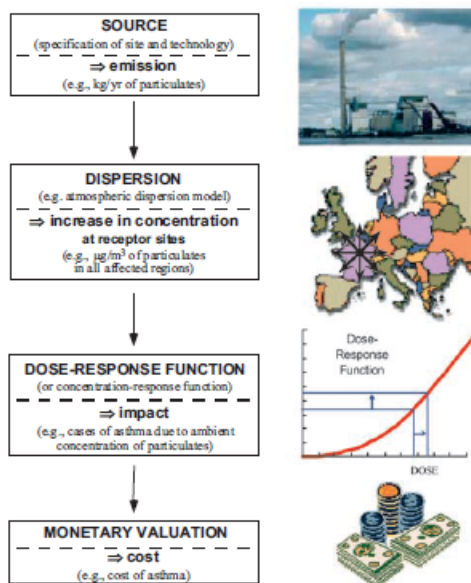 SOURCE
(specification of site and technology)
⇒ emission
(e.g., kg/yr of particulates)
DISPERSION
(e.g. atmospheric dispersion model)
⇒ increase in concentration
at receptor sites
(e.g., µg/m³ of particulates
in all affected regions)
DOSE-RESPONSE FUNCTION
(or concentration-response function)
⇒ impact
(e.g., cases of asthma due to ambient
concentration of particulates)
MONETARY VALUATION
⇒ cost
(e.g., cost of asthma)
Dose-
Response
Function
DOSE